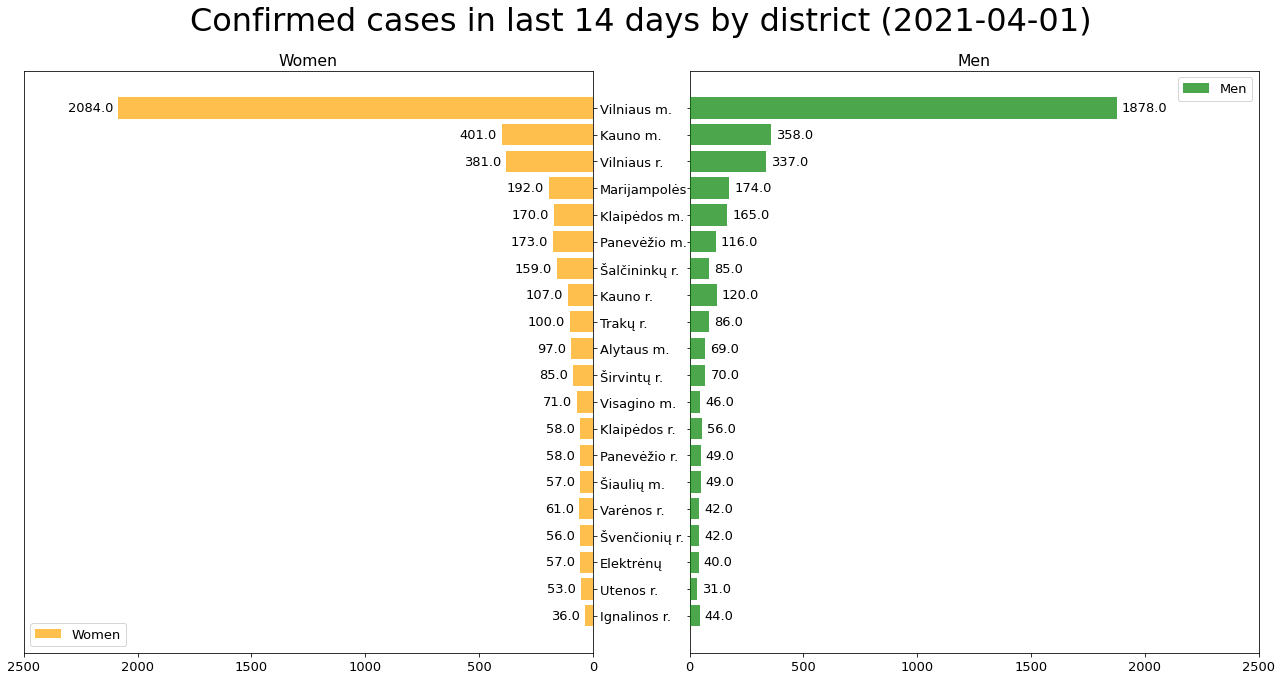 Confirmed cases in last 14 days by district (2021-04-01)
Women Men
Men
2084.0 Vilniaus m. 1878.0
401.0 Kauno m. 358.0
381.0 Vilniaus r. 337.0
192.0 Marijampolės 174.0
170.0 Klaipėdos m. 165.0
173.0 Panevėžio m. 116.0
159.0 Šalčininkų r. 85.0
107.0 Kauno r. 120.0
100.0 Trakų r. 86.0
97.0 Alytaus m. 69.0
85.0 Širvintų r. 70.0
71.0 Visagino m. 46.0
58.0 Klaipėdos r. 56.0
58.0 Panevėžio r. 49.0
57.0 Šiaulių m. 49.0
61.0 Varėnos r. 42.0
56.0 Švenčionių r. 42.0
57.0 Elektrėnų 40.0
53.0 Utenos r. 31.0
36.0 Ignalinos r. 44.0
Women
2500 2000 1500 1000 500 0 0 500 1000 1500 2000 2500